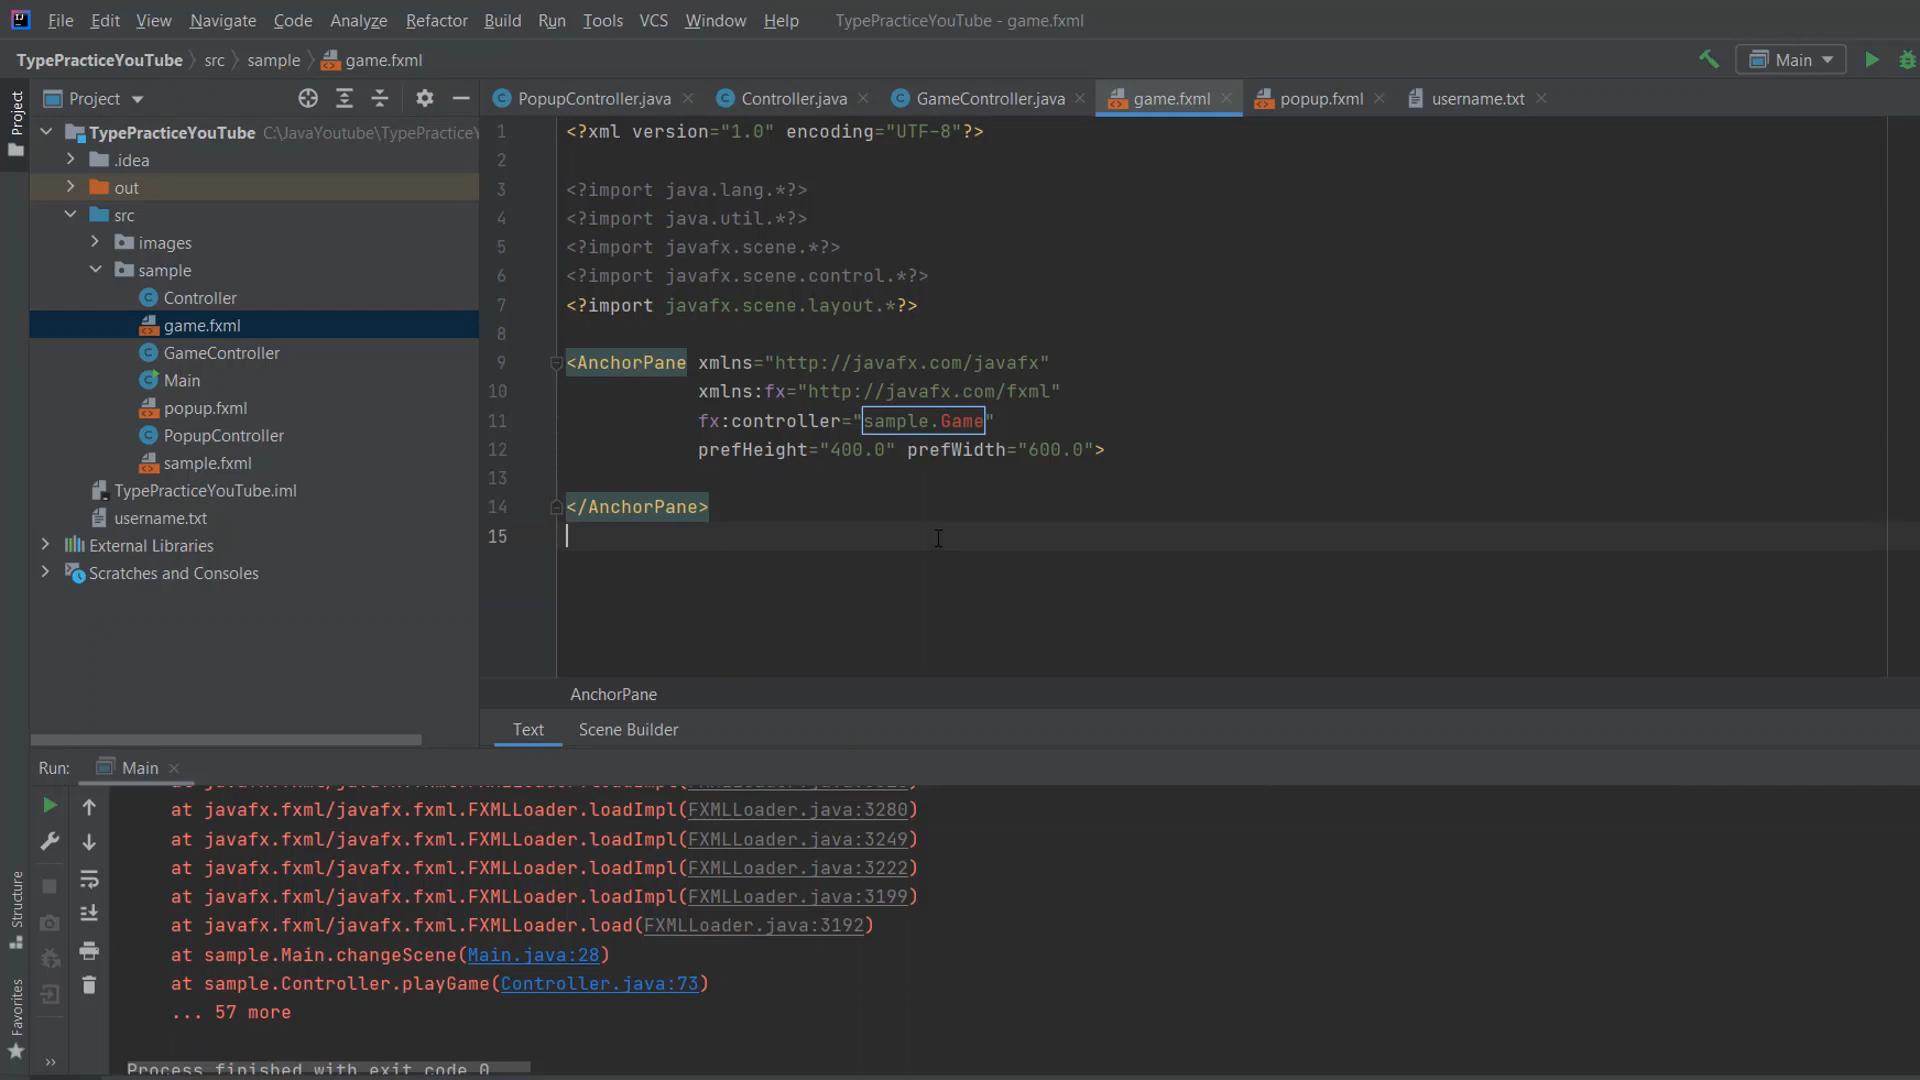 File Edit View Navigate Code Analyze Refactor Build Run Tools VCS Window Help TypePracticeYouTube - game.fxml
TypePracticeYouTube src sample game.fxml Main
Project
Project
PopupController.java Controller.java GameController.java game.fxml popup.fxml username.txt
TypePracticeYouTube C:\JavaYoutube\TypePractice
.idea
out
src
images
sample
Controller
game.fxml
GameController
Main
popup.fxml
PopupController
sample.fxml
TypePracticeYouTube.iml
username.txt
External Libraries
Scratches and Consoles
1 <?xml version="1.0" encoding="UTF-8"?>
2
3 <?import java.lang.*?>
4 <?import java.util.*?>
5 <?import javafx.scene.*?>
6 <?import javafx.scene.control.*?>
7 <?import javafx.scene.layout.*?>
8
9 <AnchorPane xmlns="http://javafx.com/javafx"
10 xmlns:fx="http://javafx.com/fxml"
11 fx:controller="sample.Game"
12 prefHeight="400.0" prefWidth="600.0">
13
14 </AnchorPane>
15
AnchorPane
Text Scene Builder
Run: Main
at javafx.fxml/javafx.fxml.FXMLLoader.loadImpl(FXMLLoader.java:3280)
at javafx.fxml/javafx.fxml.FXMLLoader.loadImpl(FXMLLoader.java:3249)
at javafx.fxml/javafx.fxml.FXMLLoader.loadImpl(FXMLLoader.java:3222)
at javafx.fxml/javafx.fxml.FXMLLoader.loadImpl(FXMLLoader.java:3199)
at javafx.fxml/javafx.fxml.FXMLLoader.load(FXMLLoader.java:3192)
at sample.Main.changeScene(Main.java:28)
at sample.Controller.playGame(Controller.java:73)
... 57 more
Process finished with exit code 0
Structure
Favorites